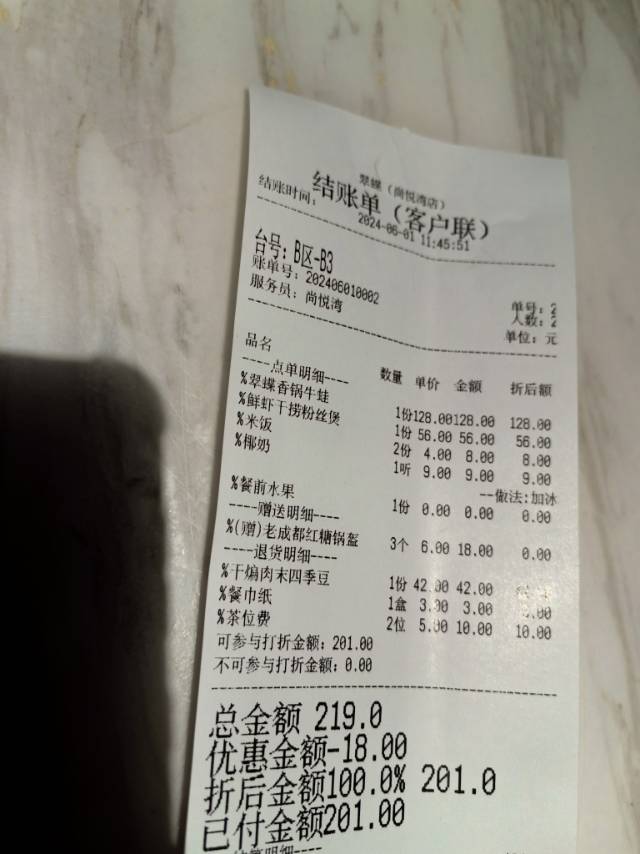 翠蝶（尚悦湾店）
结账单（客户联）
结账时间： 2024-06-01 11:45:51
台号：B区-B3
账单号：202406010002 单号：2
服务员：尚悦湾 人数：2
单位：元
品名 数量 单价 金额 折后额
----点单明细----
%翠蝶香锅牛蛙 1份 128.00 128.00 128.00
%鲜虾干捞粉丝煲 1份 56.00 56.00 56.00
%米饭 2份 4.00 8.00 8.00
%椰奶 1听 9.00 9.00 9.00
--做法:加冰
%餐前水果 1份 0.00 0.00 0.00
----赠送明细----
%(赠)老成都红糖锅盔 3个 6.00 18.00 0.00
----退货明细----
%干煸肉末四季豆 1份 42.00 42.00
%餐巾纸 1盒 3.00 3.00
%茶位费 2位 5.00 10.00 10.00
可参与打折金额：201.00
不可参与打折金额：0.00
总金额 219.0
优惠金额-18.00
折后金额100.0% 201.0
已付金额201.00